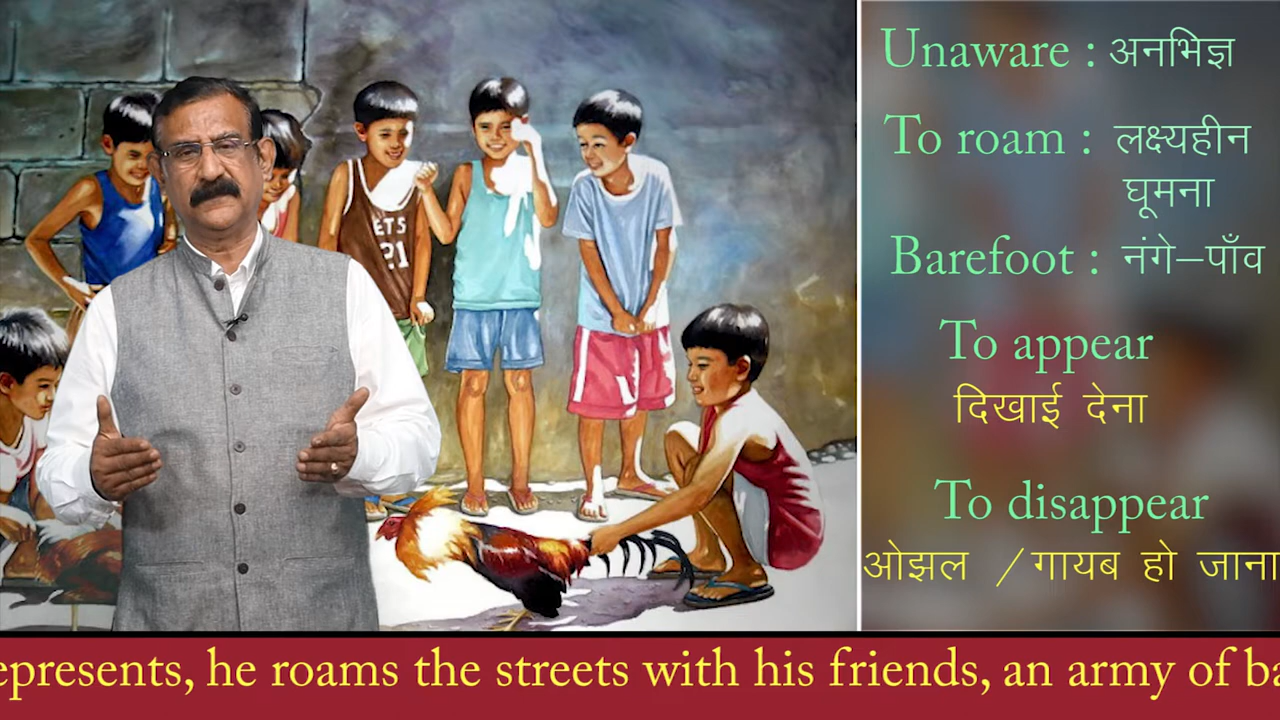 ETS
21
Unaware : अनभिज्ञ
To roam : लक्ष्यहीन
घूमना
Barefoot : नंगे–पाँव
To appear
दिखाई देना
To disappear
ओझल / गायब हो जाना
epresents, he roams the streets with his friends, an army of ba